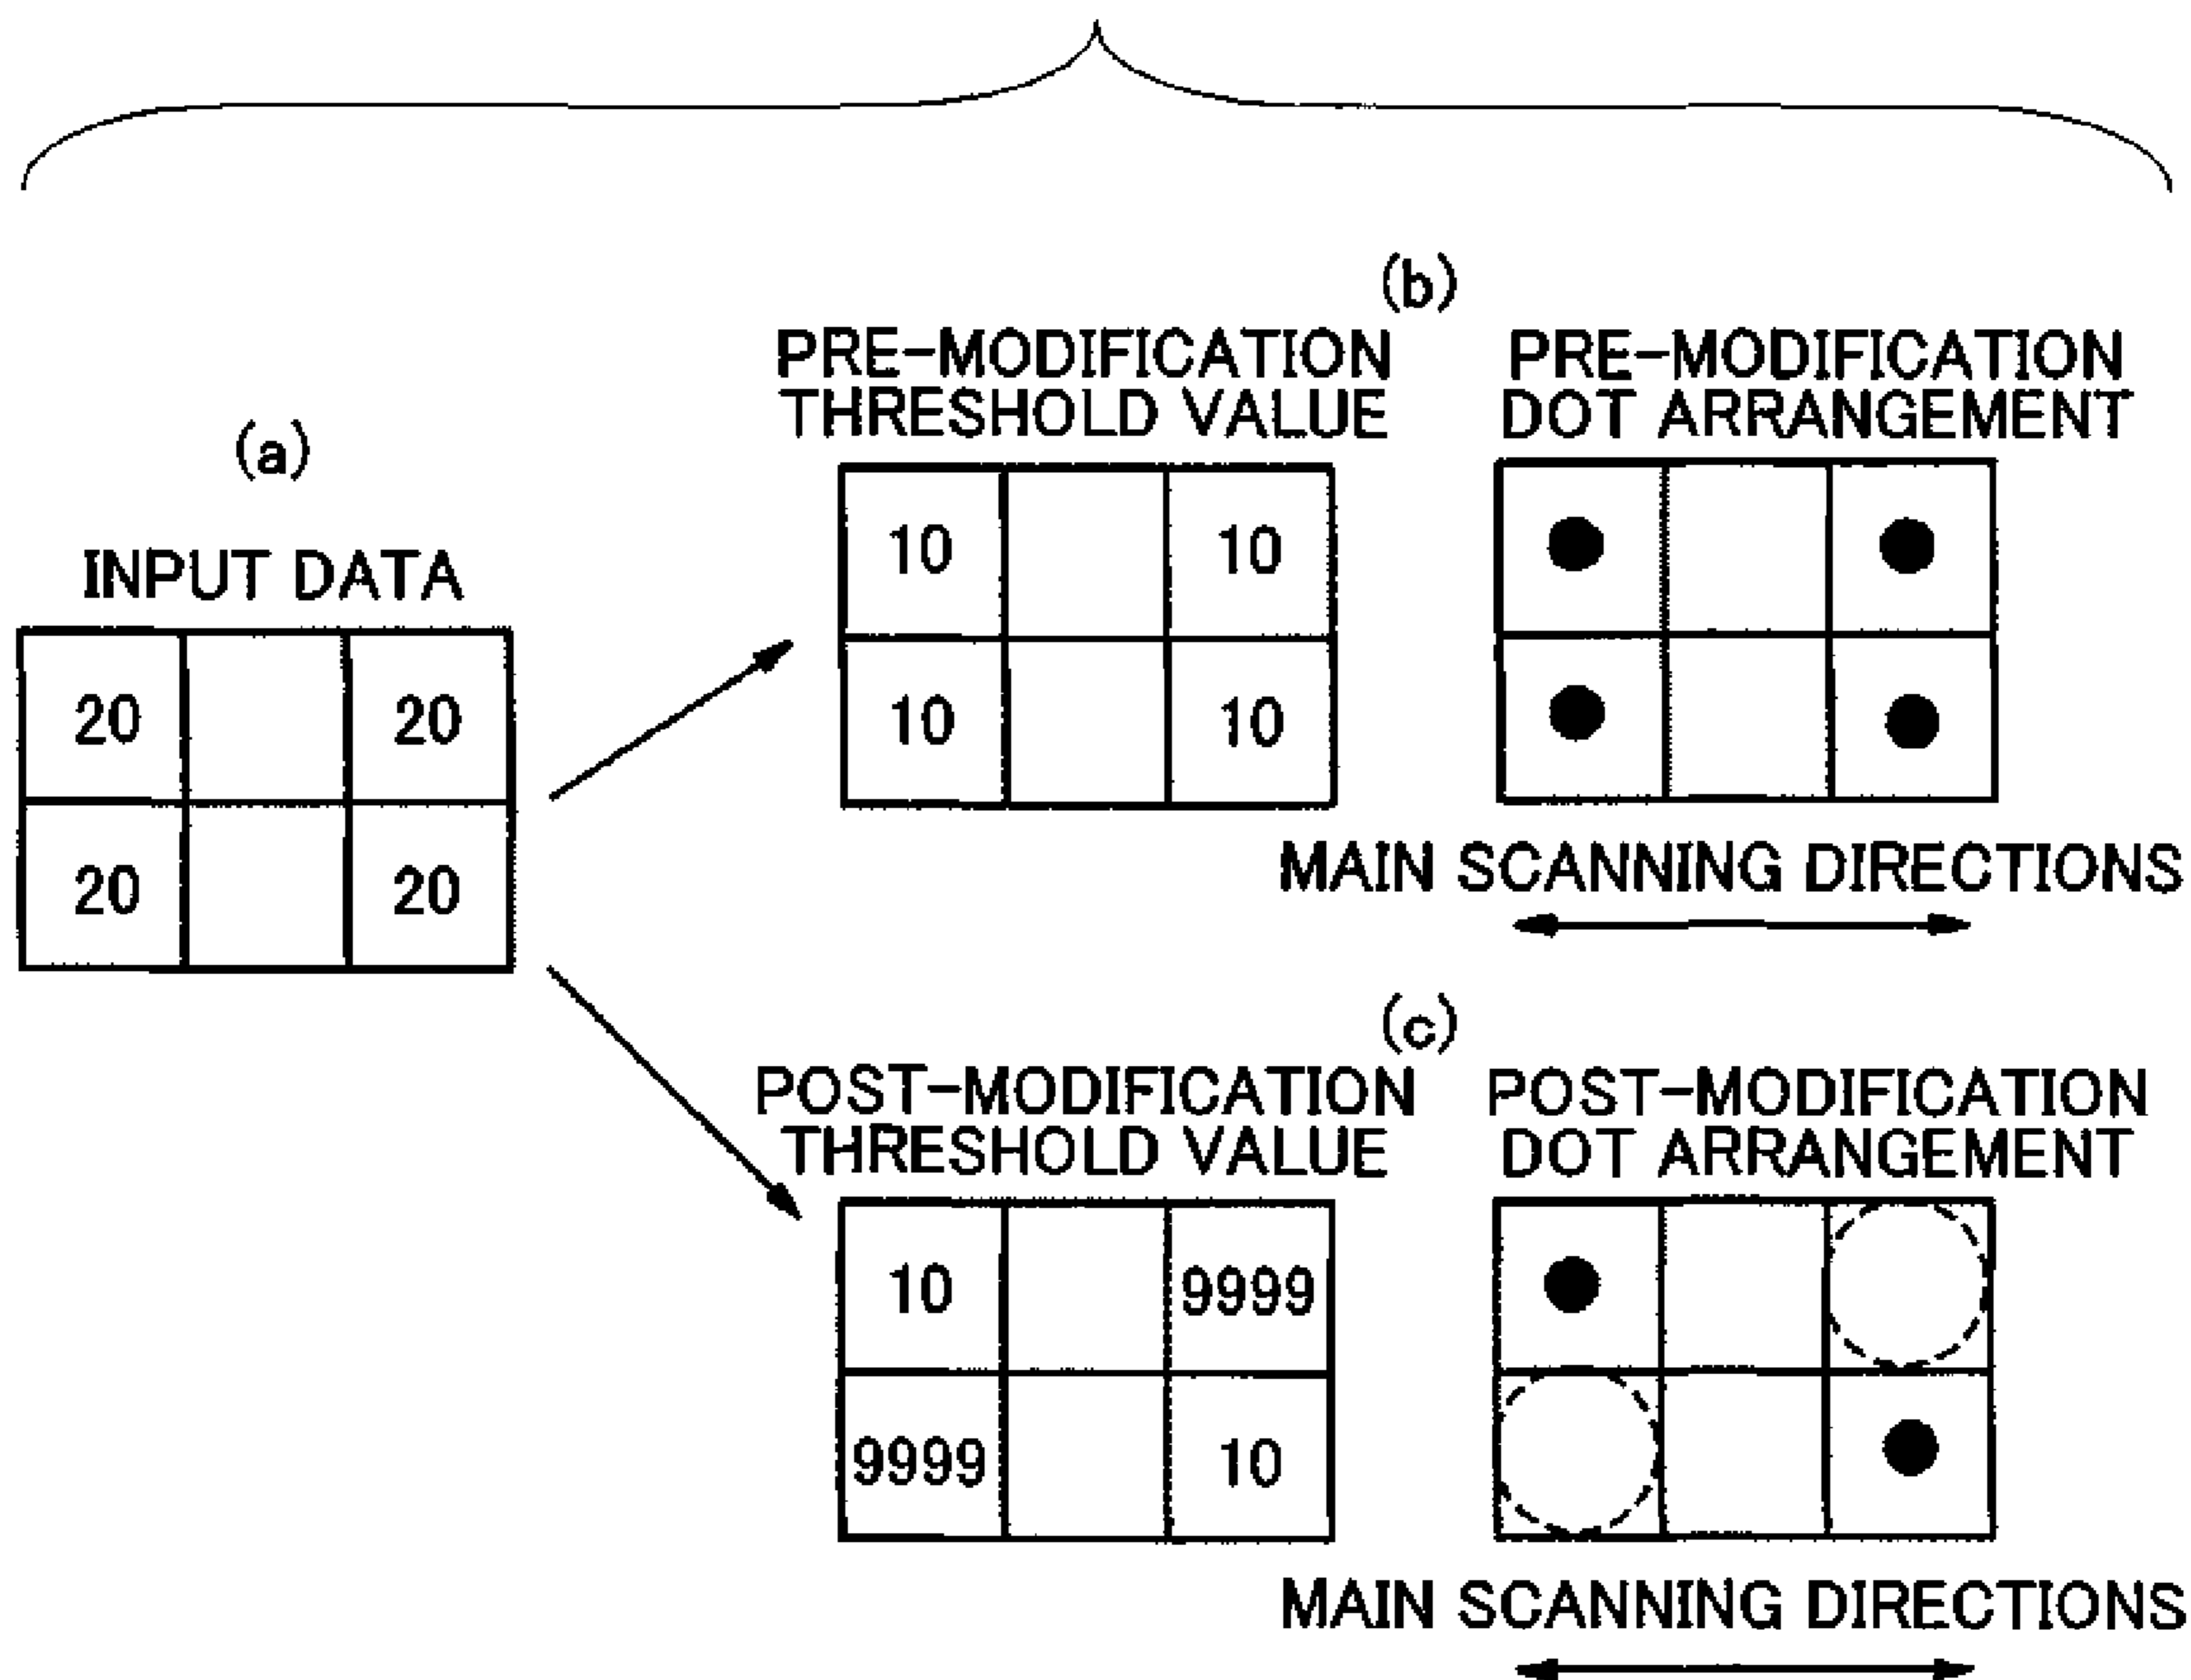 (a)
INPUT DATA
20 20
20 20
(b)
PRE-MODIFICATION
THRESHOLD VALUE
10 10
10 10
PRE-MODIFICATION
DOT ARRANGEMENT
MAIN SCANNING DIRECTIONS
(c)
POST-MODIFICATION
THRESHOLD VALUE
10 9999
9999 10
POST-MODIFICATION
DOT ARRANGEMENT
MAIN SCANNING DIRECTIONS